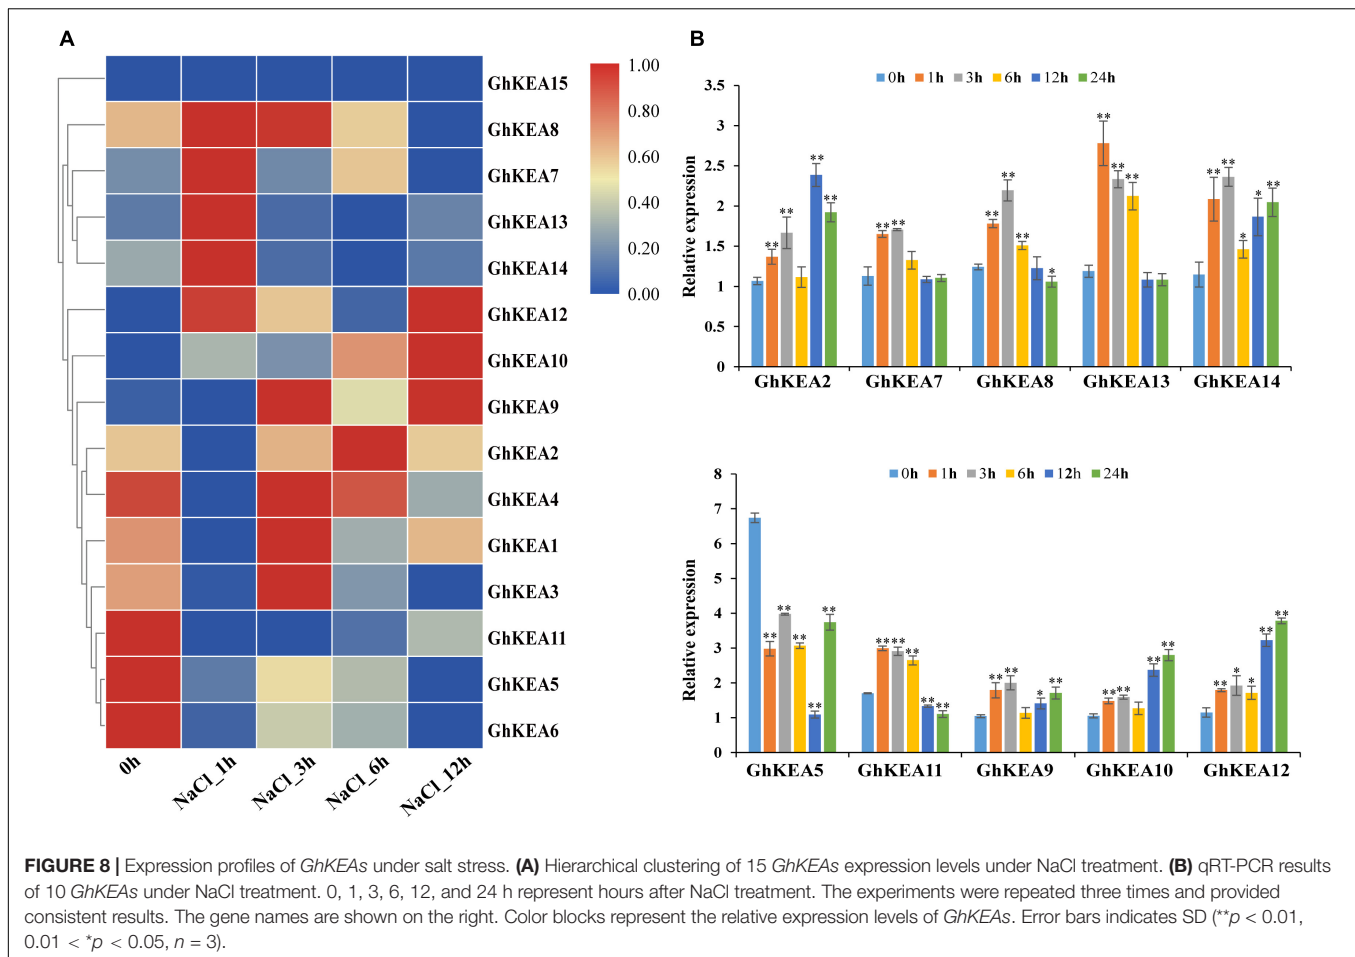 A
GhKEA15
GhKEA8
GhKEA7
GhKEA13
GhKEA14
GhKEA12
GhKEA10
GhKEA9
GhKEA2
GhKEA4
GhKEA1
GhKEA3
GhKEA11
GhKEA5
GhKEA6
0h
NaCl_1h
NaCl_3h
NaCl_6h
NaCl_12h
1.00
0.80
0.60
0.40
0.20
0.00
B
0h 1h 3h 6h 12h 24h
Relative expression
3.5
3
2.5
2
1.5
1
0.5
0
** ** ** **
** **
** ** ** *
** ** **
** ** * * **
GhKEA2 GhKEA7 GhKEA8 GhKEA13 GhKEA14
0h 1h 3h 6h 12h 24h
Relative expression
8
7
6
5
4
3
2
1
0
** ** ** ** **
** ** ** ** **
** ** * **
** ** ** **
** * * ** **
GhKEA5 GhKEA11 GhKEA9 GhKEA10 GhKEA12
FIGURE 8 | Expression profiles of GhKEAs under salt stress. (A) Hierarchical clustering of 15 GhKEAs expression levels under NaCl treatment. (B) qRT-PCR results
of 10 GhKEAs under NaCl treatment. 0, 1, 3, 6, 12, and 24 h represent hours after NaCl treatment. The experiments were repeated three times and provided
consistent results. The gene names are shown on the right. Color blocks represent the relative expression levels of GhKEAs. Error bars indicates SD (**p < 0.01,
0.01 < *p < 0.05, n = 3).